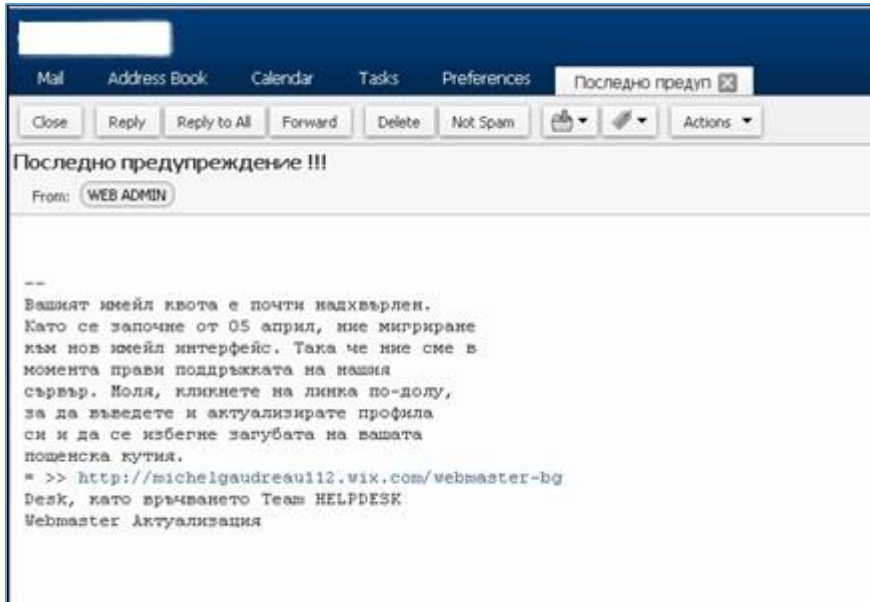 Mail Address Book Calendar Tasks Preferences Последно предуп
Close Reply Reply to All Forward Delete Not Spam Actions
Последно предупреждение !!!
From: WEB ADMIN
--
Вашият имейл квота е почти надхвърлен.
Като се започне от 05 април, ние мигриране
към нов имейл интерфейс. Така че ние сме в
момента прави поддръжката на нашия
сървър. Моля, кликнете на линка по-долу,
за да въведете и актуализирате профила
си и да се избегне загубата на вашата
пощенска кутия.
= >> http://michelgaudreau112.wix.com/webmaster-bg
Desk, като връчването Team HELPDESK
Webmaster Актуализация